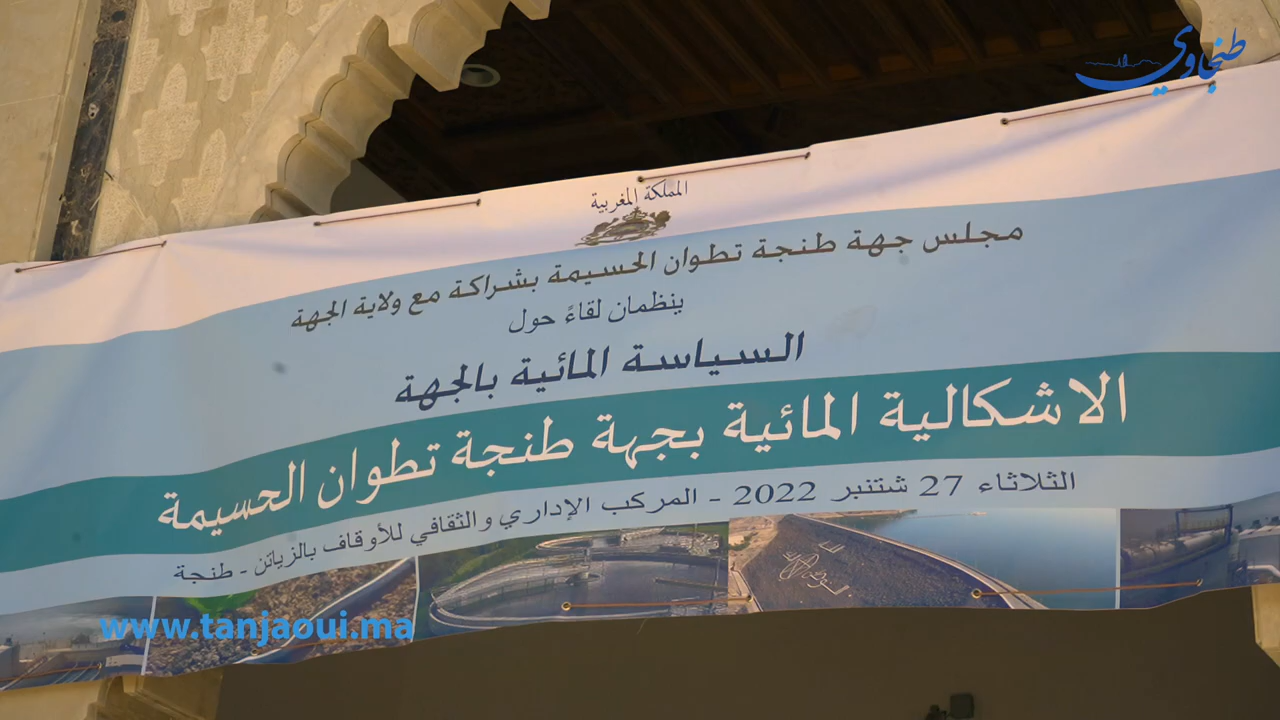 طنجاوي
المملكة المغربية
مجلس جهة طنجة تطوان الحسيمة بشراكة مع ولاية الجهة
ينظمان لقاءً حول
السياسة المائية بالجهة
الاشكالية المائية بجهة طنجة تطوان الحسيمة
الثلاثاء 27 شتنبر 2022 - المركب الإداري والثقافي للأوقاف بالزياتن - طنجة
www.tanjaoui.ma